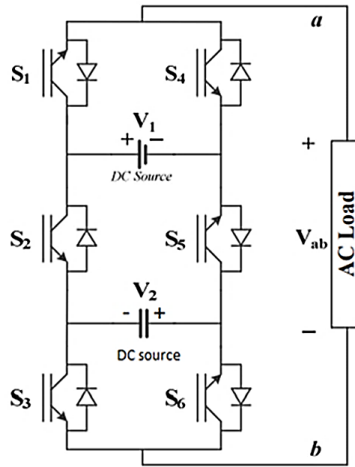 a
S1
S4
V1
+ −
DC Source
+
S2
S5
Vab
AC Load
V2
- +
DC source
−
S3
S6
b